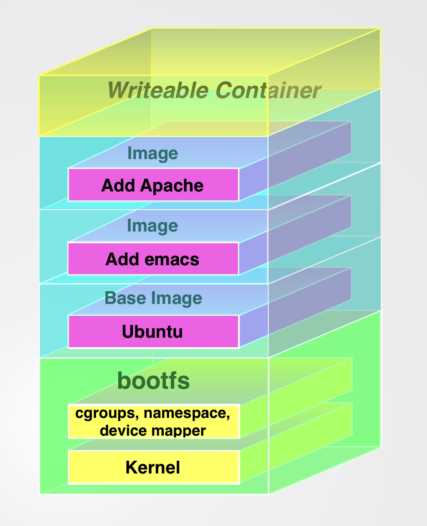 Writeable Container
Image
Add Apache
Image
Add emacs
Base Image
Ubuntu
bootfs
cgroups, namespace,
device mapper
Kernel